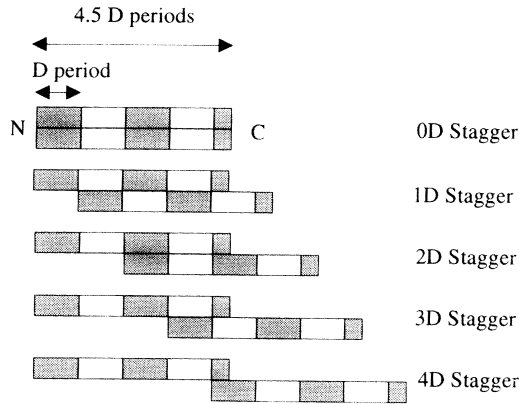 4.5 D periods
D period
N
C
0D Stagger
1D Stagger
2D Stagger
3D Stagger
4D Stagger